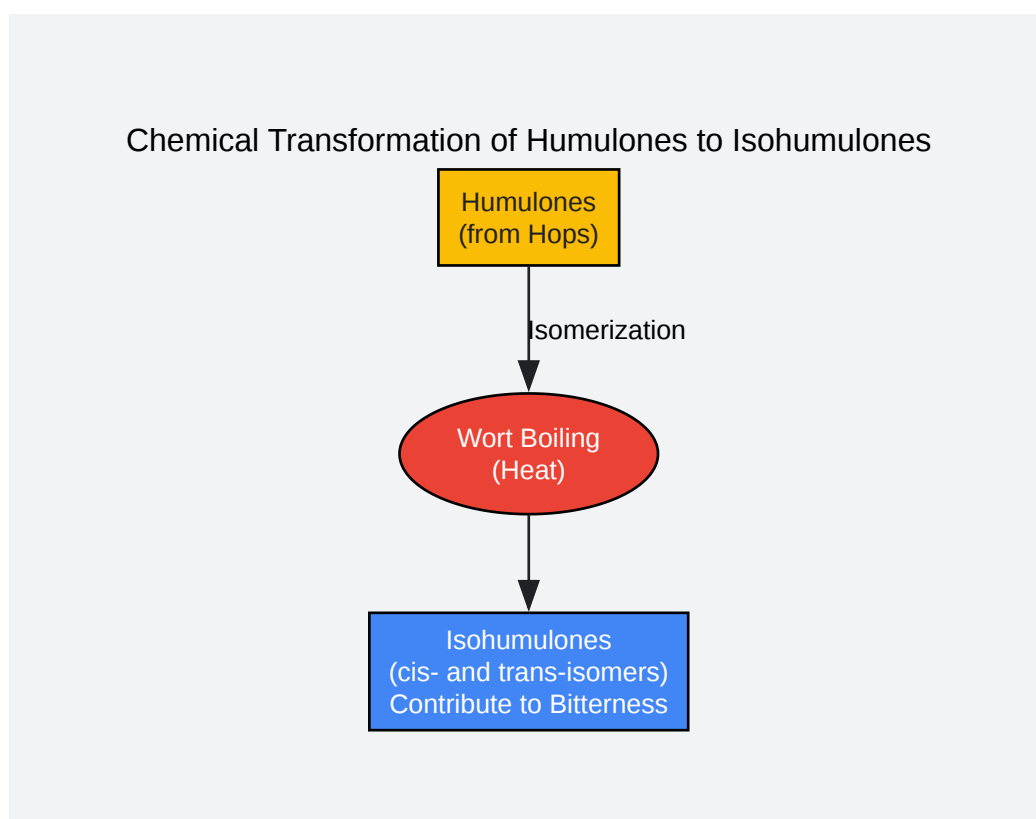 Chemical Transformation of Humulones to Isohumulones
Humulones
(from Hops)
Isomerization
Wort Boiling
(Heat)
Isohumulones
(cis- and trans-isomers)
Contribute to Bitterness